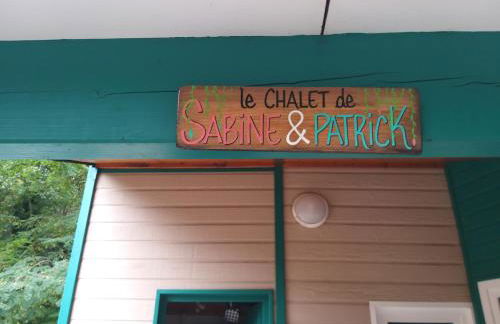 le CHALET de
SABiNE & PATRICK